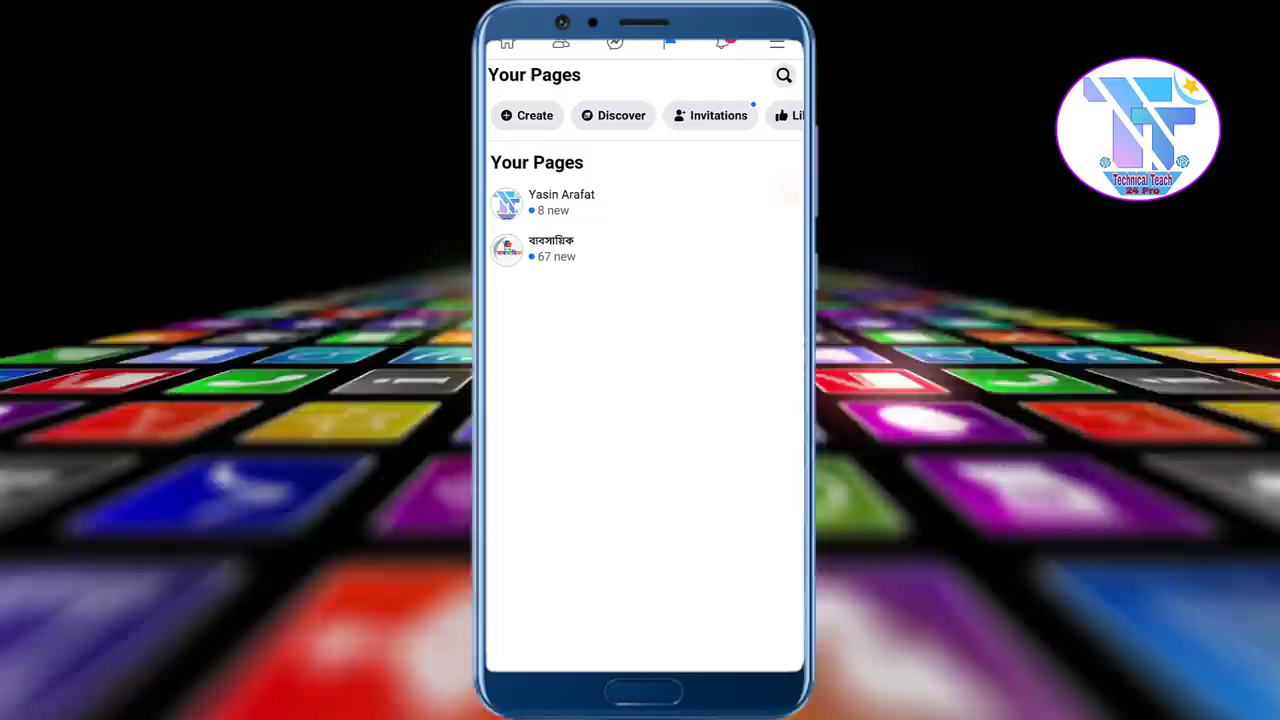 Your Pages
Create
Discover
Invitations
Your Pages
Yasin Arafat
8 new
ব্যবসায়িক
67 new
Technical Teach
24 Pro